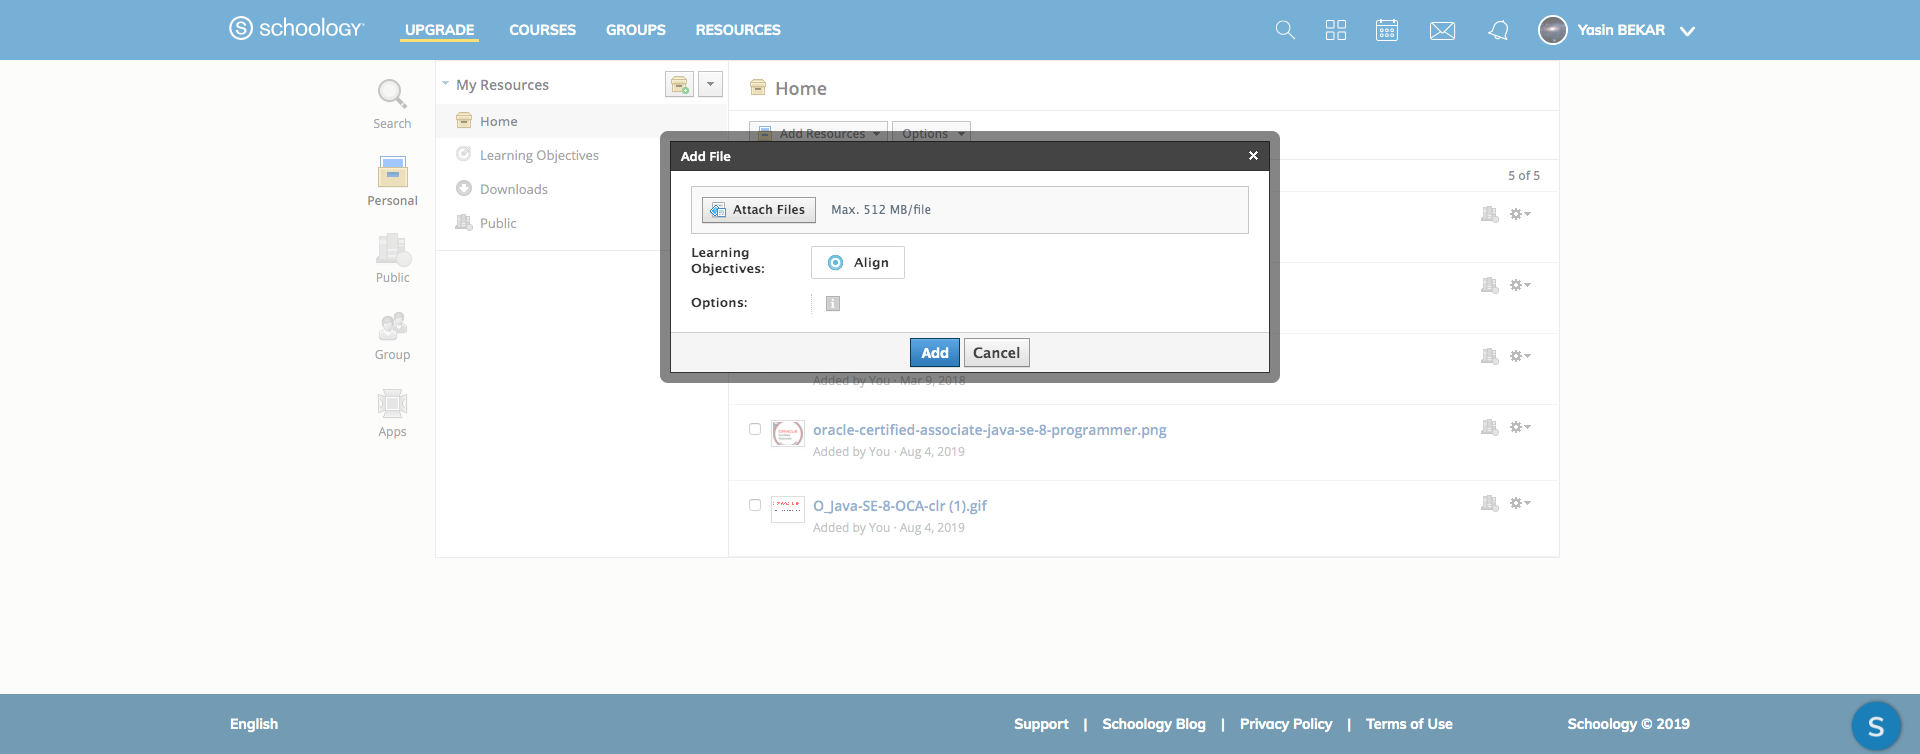 schoology
UPGRADE
COURSES
GROUPS
RESOURCES
Yasin BEKAR
Search
Personal
Public
Group
Apps
My Resources
Home
Learning Objectives
Downloads
Public
Home
Add Resources
Options
5 of 5
Add File
Attach Files
Max. 512 MB/file
Learning
Objectives:
Align
Options:
Add
Cancel
Added by You · Mar 9, 2018
oracle-certified-associate-java-se-8-programmer.png
Added by You · Aug 4, 2019
O_Java-SE-8-OCA-clr (1).gif
Added by You · Aug 4, 2019
English
Support | Schoology Blog | Privacy Policy | Terms of Use
Schoology © 2019
S